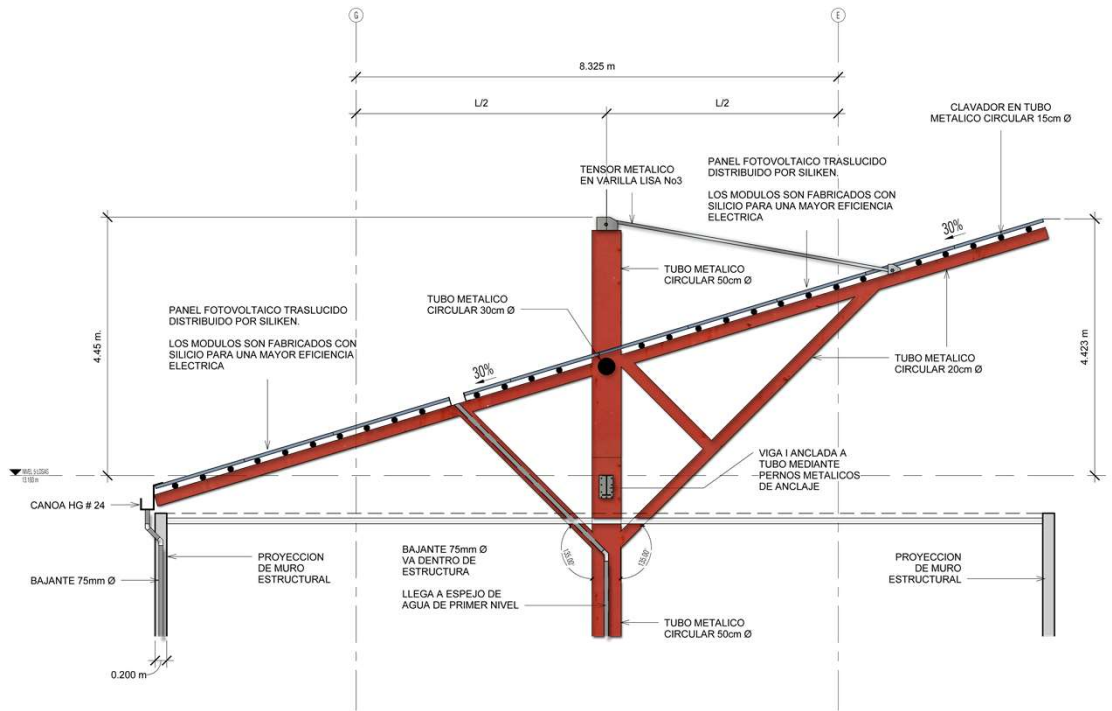 G
E
8.325 m
L/2
L/2
CLAVADOR EN TUBO
METALICO CIRCULAR 15cm Ø
TENSOR METALICO
EN VARILLA LISA No3
PANEL FOTOVOLTAICO TRASLUCIDO
DISTRIBUIDO POR SILIKEN.
LOS MODULOS SON FABRICADOS CON
SILICIO PARA UNA MAYOR EFICIENCIA
ELECTRICA
30%
TUBO METALICO
CIRCULAR 50cm Ø
TUBO METALICO
CIRCULAR 30cm Ø
PANEL FOTOVOLTAICO TRASLUCIDO
DISTRIBUIDO POR SILIKEN.
LOS MODULOS SON FABRICADOS CON
SILICIO PARA UNA MAYOR EFICIENCIA
ELECTRICA
4.45 m.
4.423 m
30%
TUBO METALICO
CIRCULAR 20cm Ø
VIGA I ANCLADA A
TUBO MEDIANTE
PERNOS METALICOS
DE ANCLAJE
CANOA HG # 24
PROYECCION
DE MURO
ESTRUCTURAL
BAJANTE 75mm Ø
BAJANTE 75mm Ø
VA DENTRO DE
ESTRUCTURA
LLEGA A ESPEJO DE
AGUA DE PRIMER NIVEL
135.00°
135.00°
PROYECCION
DE MURO
ESTRUCTURAL
TUBO METALICO
CIRCULAR 50cm Ø
0.200 m